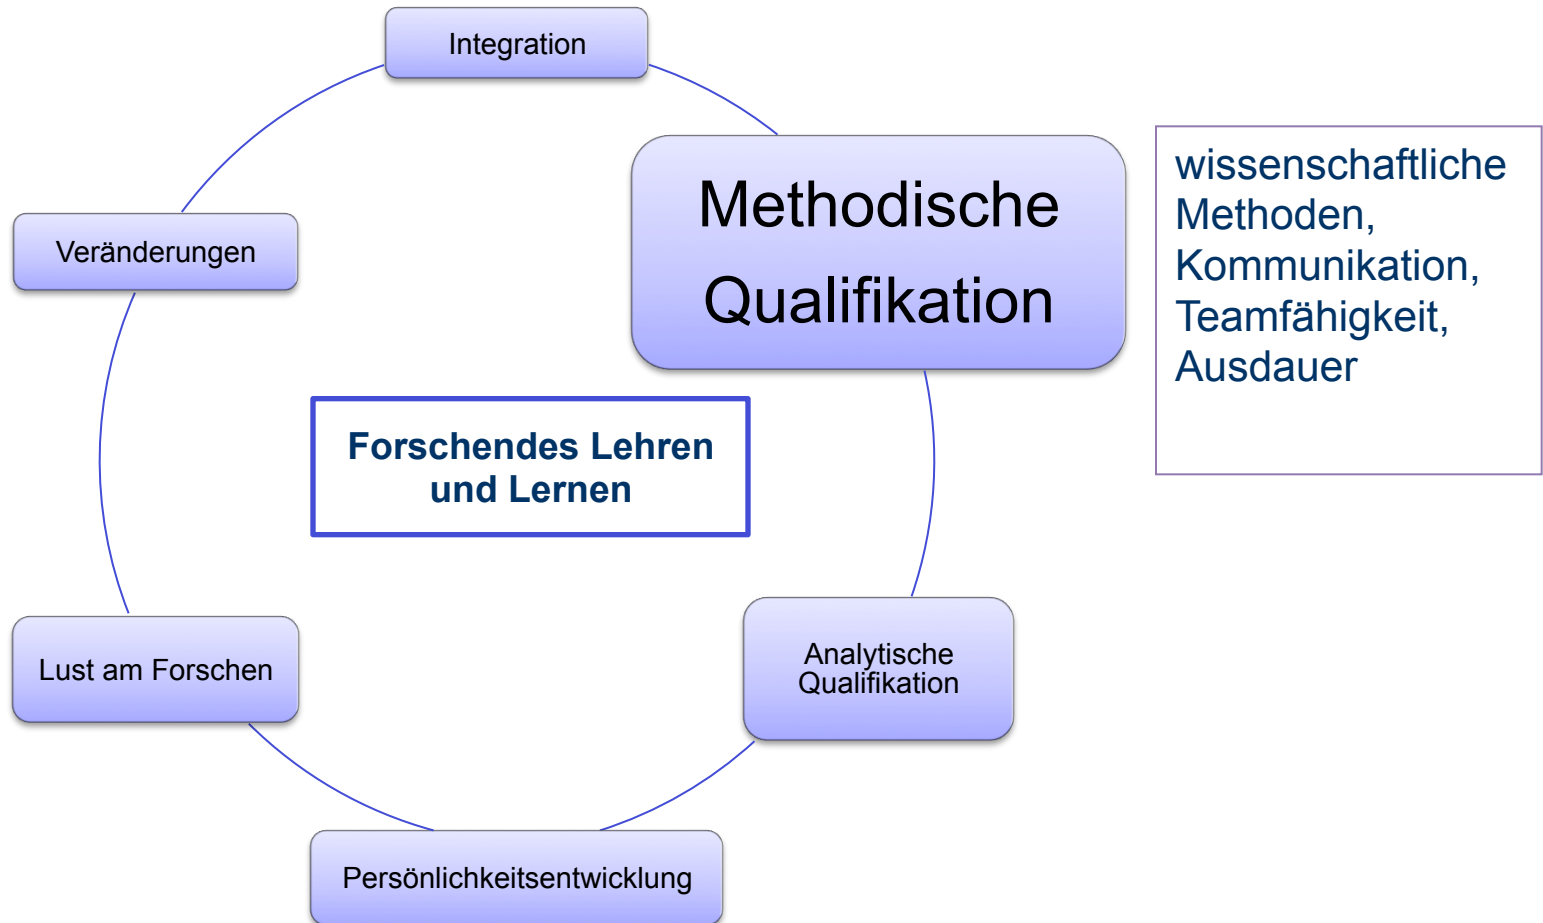 Integration
Methodische
Qualifikation
wissenschaftliche
Methoden,
Kommunikation,
Teamfähigkeit,
Ausdauer
Veränderungen
Forschendes Lehren
und Lernen
Analytische
Qualifikation
Lust am Forschen
Persönlichkeitsentwicklung